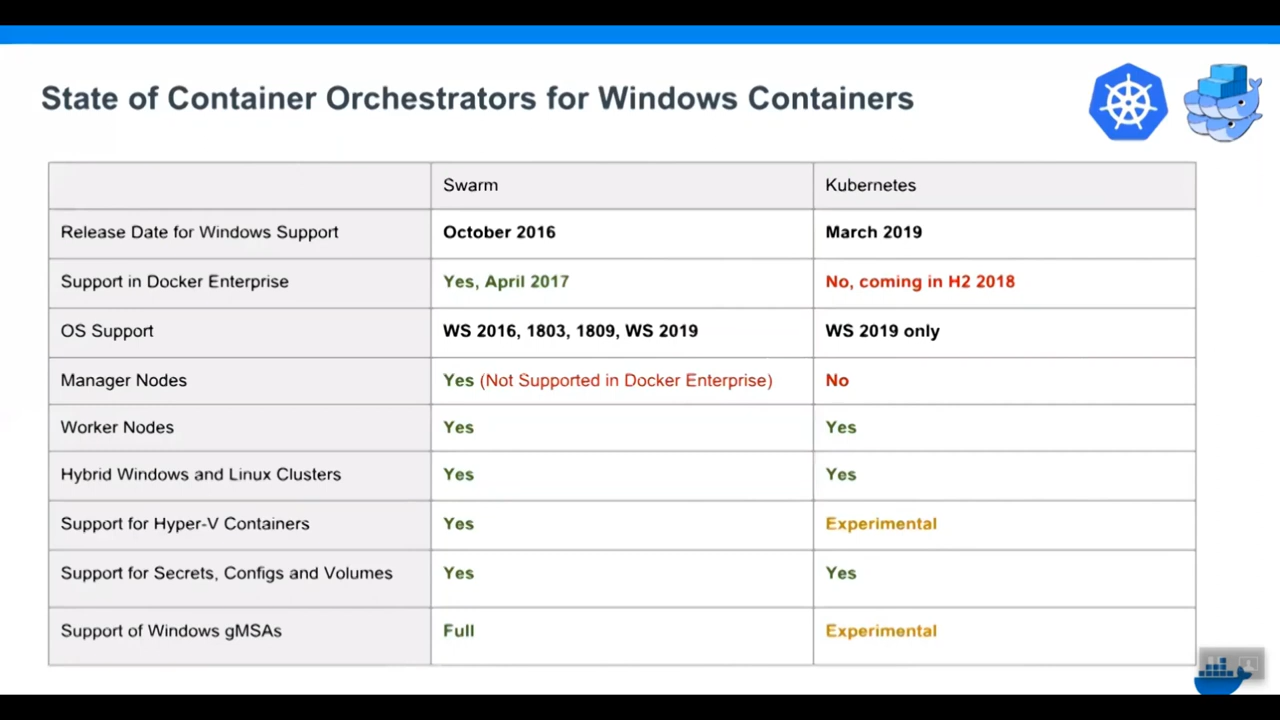 State of Container Orchestrators for Windows Containers
Swarm
Kubernetes
Release Date for Windows Support
October 2016
March 2019
Support in Docker Enterprise
Yes, April 2017
No, coming in H2 2018
OS Support
WS 2016, 1803, 1809, WS 2019
WS 2019 only
Manager Nodes
Yes (Not Supported in Docker Enterprise)
No
Worker Nodes
Yes
Yes
Hybrid Windows and Linux Clusters
Yes
Yes
Support for Hyper-V Containers
Yes
Experimental
Support for Secrets, Configs and Volumes
Yes
Yes
Support of Windows gMSAs
Full
Experimental